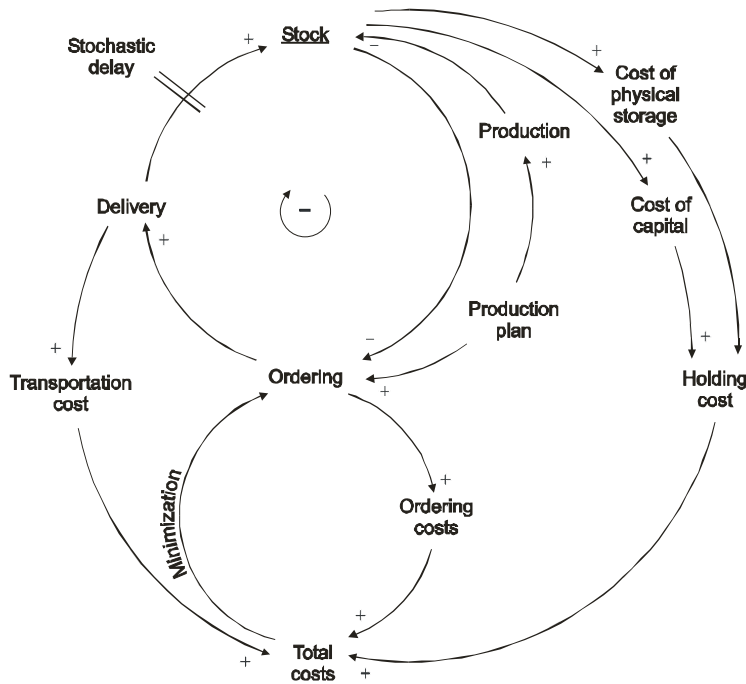 Stochastic
delay
+
Stock
–
+
Cost of
physical
storage
Production
+
+
Delivery
+
–
Cost of
capital
Production
plan
+
–
+
Transportation
cost
Ordering
+
Holding
cost
Minimization
+
Ordering
costs
+
Total
costs
+
+